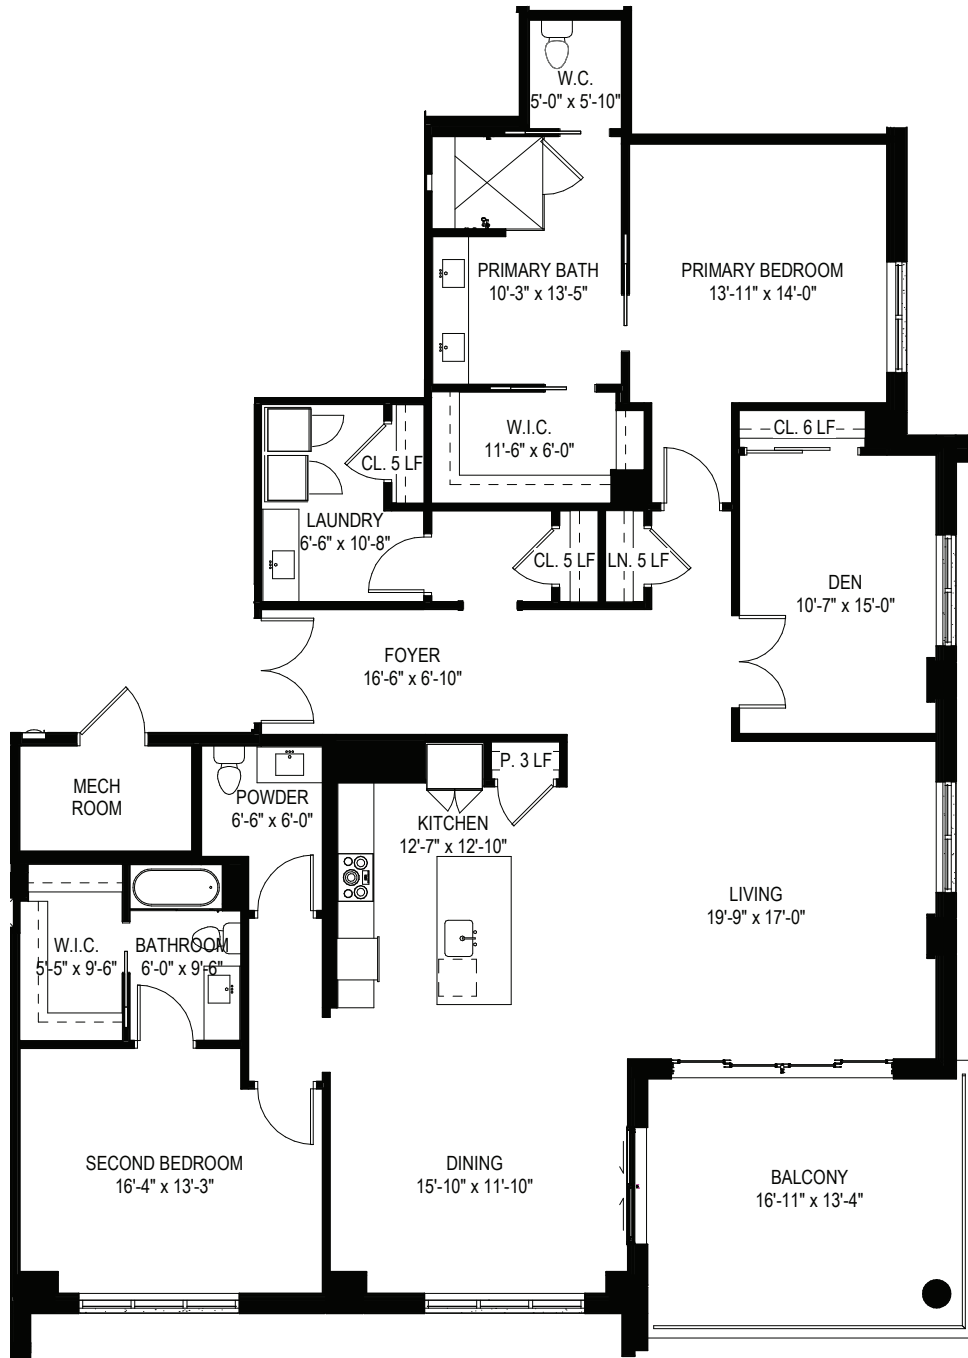 W.C.
5'-0" x 5'-10"
PRIMARY BATH
10'-3" x 13'-5"
PRIMARY BEDROOM
13'-11" x 14'-0"
W.I.C.
11'-6" x 6'-0"
CL. 6 LF
CL. 5 LF
LAUNDRY
6'-6" x 10'-8"
CL. 5 LF
LN. 5 LF
DEN
10'-7" x 15'-0"
FOYER
16'-6" x 6'-10"
MECH
ROOM
POWDER
6'-6" x 6'-0"
P. 3 LF
KITCHEN
12'-7" x 12'-10"
LIVING
19'-9" x 17'-0"
W.I.C.
5'-5" x 9'-6"
BATHROOM
6'-0" x 9'-6"
SECOND BEDROOM
16'-4" x 13'-3"
DINING
15'-10" x 11'-10"
BALCONY
16'-11" x 13'-4"